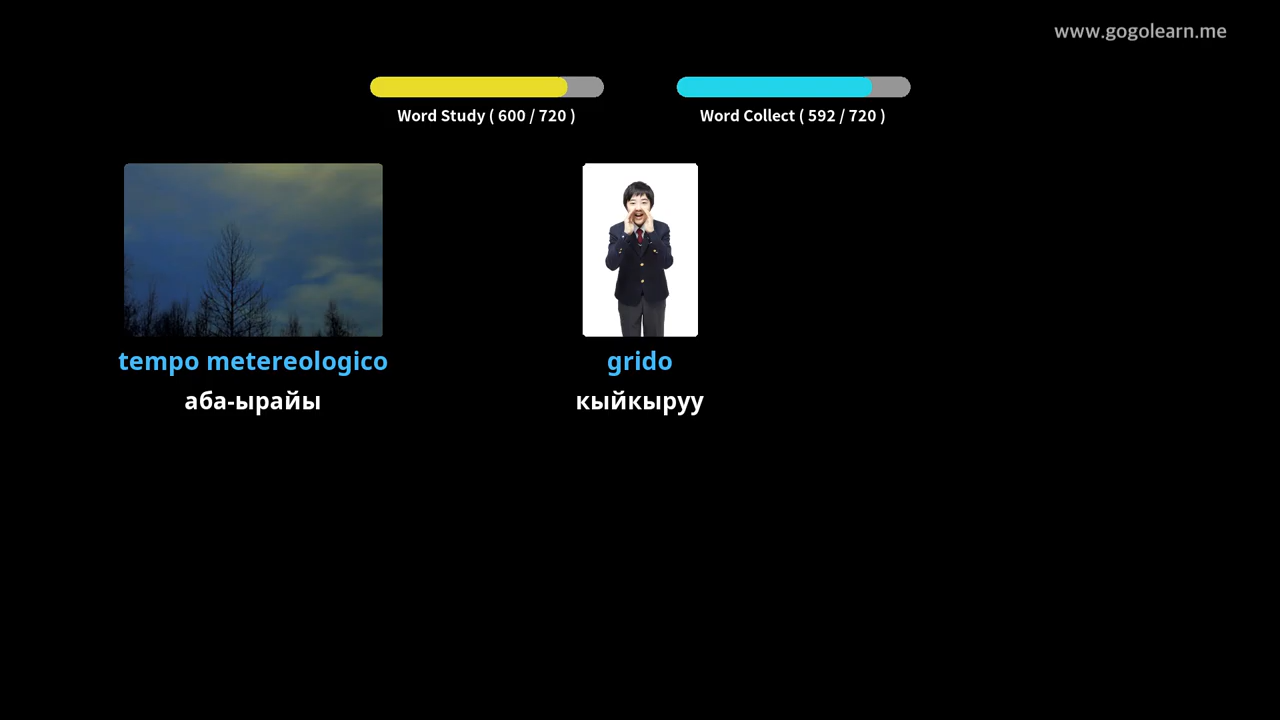 www.gogolearn.me
Word Study ( 600 / 720 )
Word Collect ( 592 / 720 )
tempo metereologico
аба-ырайы
grido
кыйкыруу